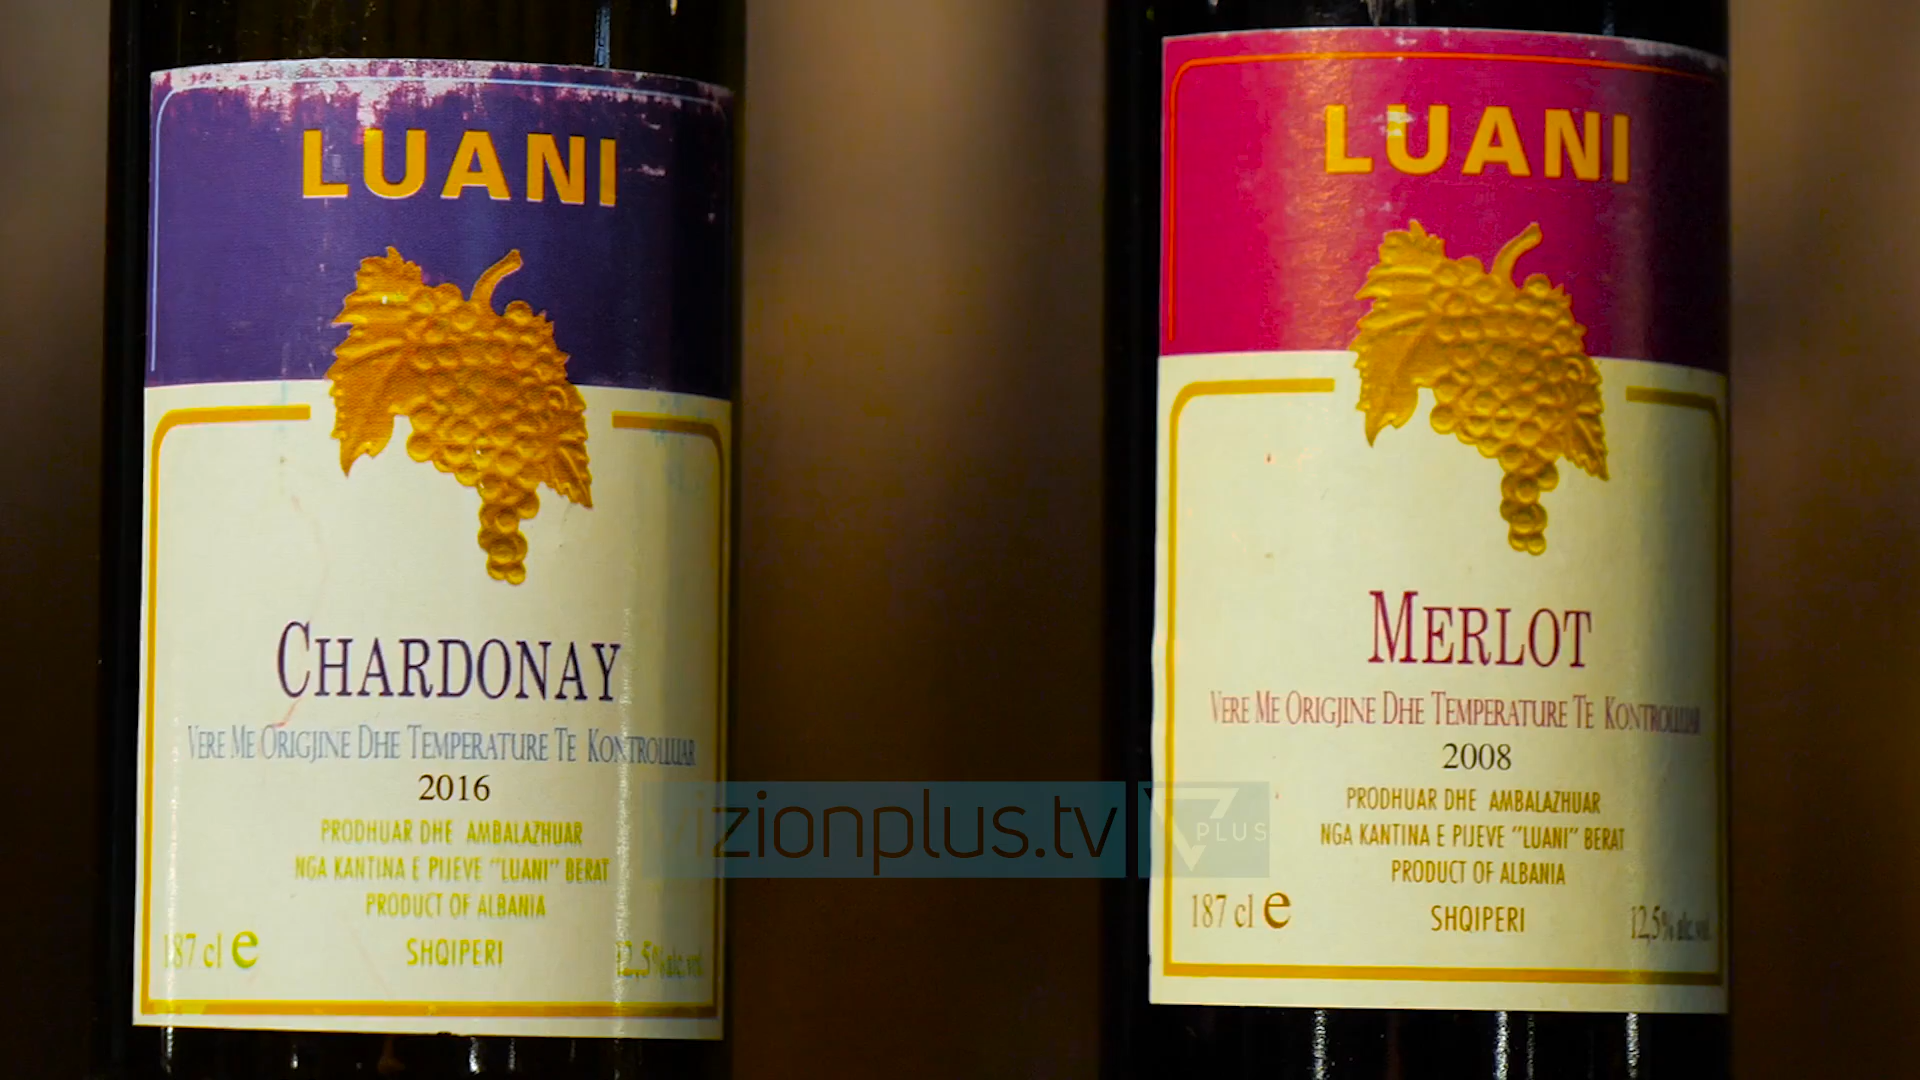 LUANI
CHARDONAY
VERE ME ORIGJINE DHE TEMPERATURE TE KONTROLLUAR
2016
PRODHUAR DHE AMBALAZHUAR
NGA KANTINA E PIJEVE "LUANI" BERAT
PRODUCT OF ALBANIA
187 cl e SHQIPERI 12,5% alc.vol.
LUANI
MERLOT
VERE ME ORIGJINE DHE TEMPERATURE TE KONTROLLUAR
2008
PRODHUAR DHE AMBALAZHUAR
NGA KANTINA E PIJEVE "LUANI" BERAT
PRODUCT OF ALBANIA
187 cl e SHQIPERI 12,5% alc.vol.
vizionplus.tv PLUS